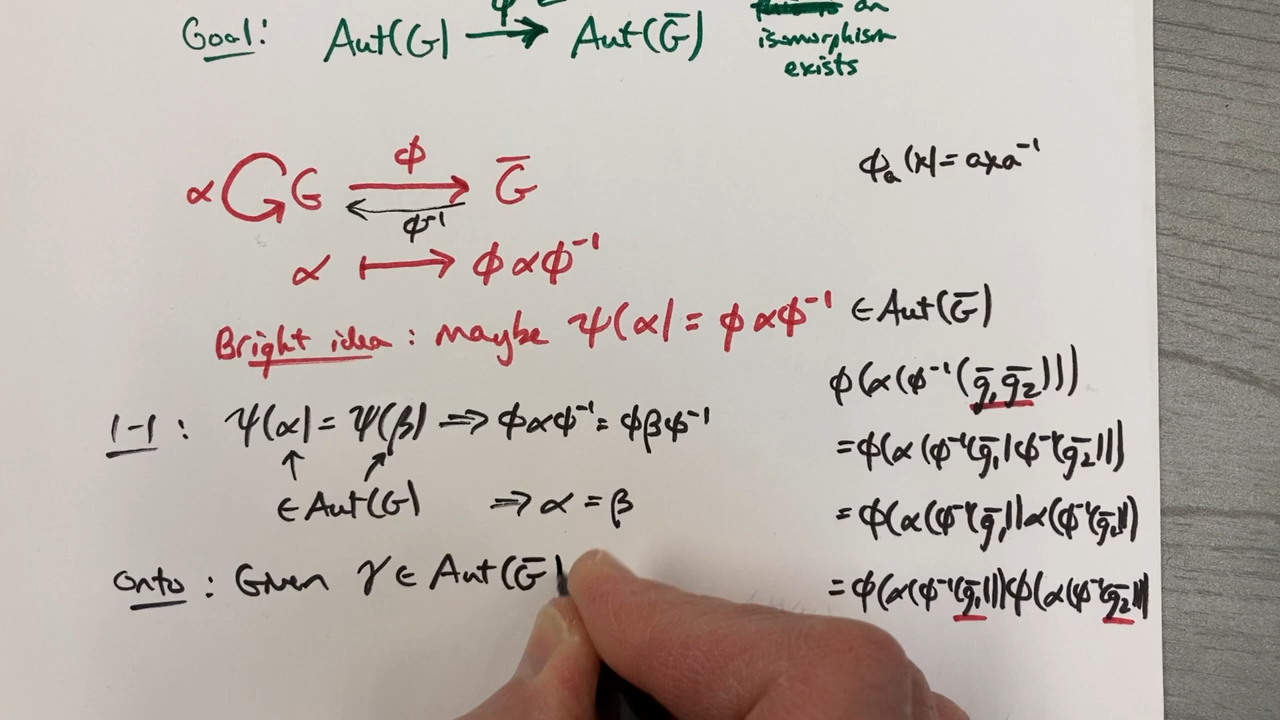 Goal: Aut(G) ⟶ Aut(Ḡ) an
isomorphism
exists
ϕ
α G Ḡ
ϕ⁻¹
ϕₐ(x) = axa⁻¹
α ⟼ ϕαϕ⁻¹
Bright idea: Maybe ψ(α) = ϕαϕ⁻¹ ∈ Aut(Ḡ)
ϕ(α(ϕ⁻¹(ḡ₁ḡ₂)))
1-1: ψ(α) = ψ(β) ⟹ ϕαϕ⁻¹ = ϕβϕ⁻¹
= ϕ(α(ϕ⁻¹(ḡ₁)ϕ⁻¹(ḡ₂)))
∈ Aut(G) ⟹ α = β
= ϕ(α(ϕ⁻¹(ḡ₁))α(ϕ⁻¹(ḡ₂)))
onto: Given γ ∈ Aut(Ḡ)
= ϕ(α(ϕ⁻¹(ḡ₁)))ϕ(α(ϕ⁻¹(ḡ₂)))